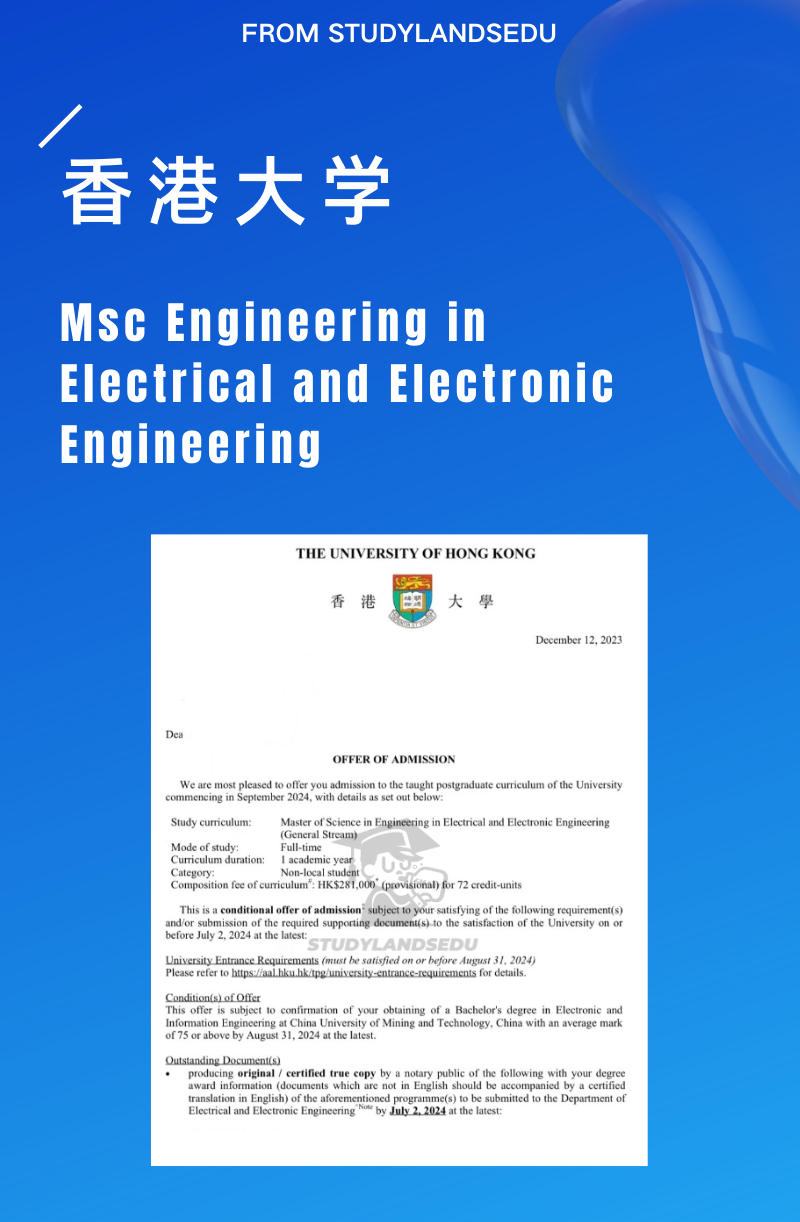 FROM STUDYLANDSEDU
香港大学
Msc Engineering in
Electrical and Electronic
Engineering
THE UNIVERSITY OF HONG KONG
香 港 大 學
December 12, 2023
Dea
OFFER OF ADMISSION
We are most pleased to offer you admission to the taught postgraduate curriculum of the University
commencing in September 2024, with details as set out below:
Study curriculum: Master of Science in Engineering in Electrical and Electronic Engineering
(General Stream)
Mode of study: Full-time
Curriculum duration: 1 academic year
Category: Non-local student
Composition fee of curriculum#: HK$281,000* (provisional) for 72 credit-units
This is a conditional offer of admission+ subject to your satisfying of the following requirement(s)
and/or submission of the required supporting document(s) to the satisfaction of the University on or
before July 2, 2024 at the latest:
STUDYLANDSEDU
University Entrance Requirements (must be satisfied on or before August 31, 2024)
Please refer to https://aal.hku.hk/tpg/university-entrance-requirements for details.
Condition(s) of Offer
This offer is subject to confirmation of your obtaining of a Bachelor's degree in Electronic and
Information Engineering at China University of Mining and Technology, China with an average mark
of 75 or above by August 31, 2024 at the latest.
Outstanding Document(s)
• producing original / certified true copy by a notary public of the following with your degree
award information (documents which are not in English should be accompanied by a certified
translation in English) of the aforementioned programme(s) to be submitted to the Department of
Electrical and Electronic Engineering^Note by July 2, 2024 at the latest: